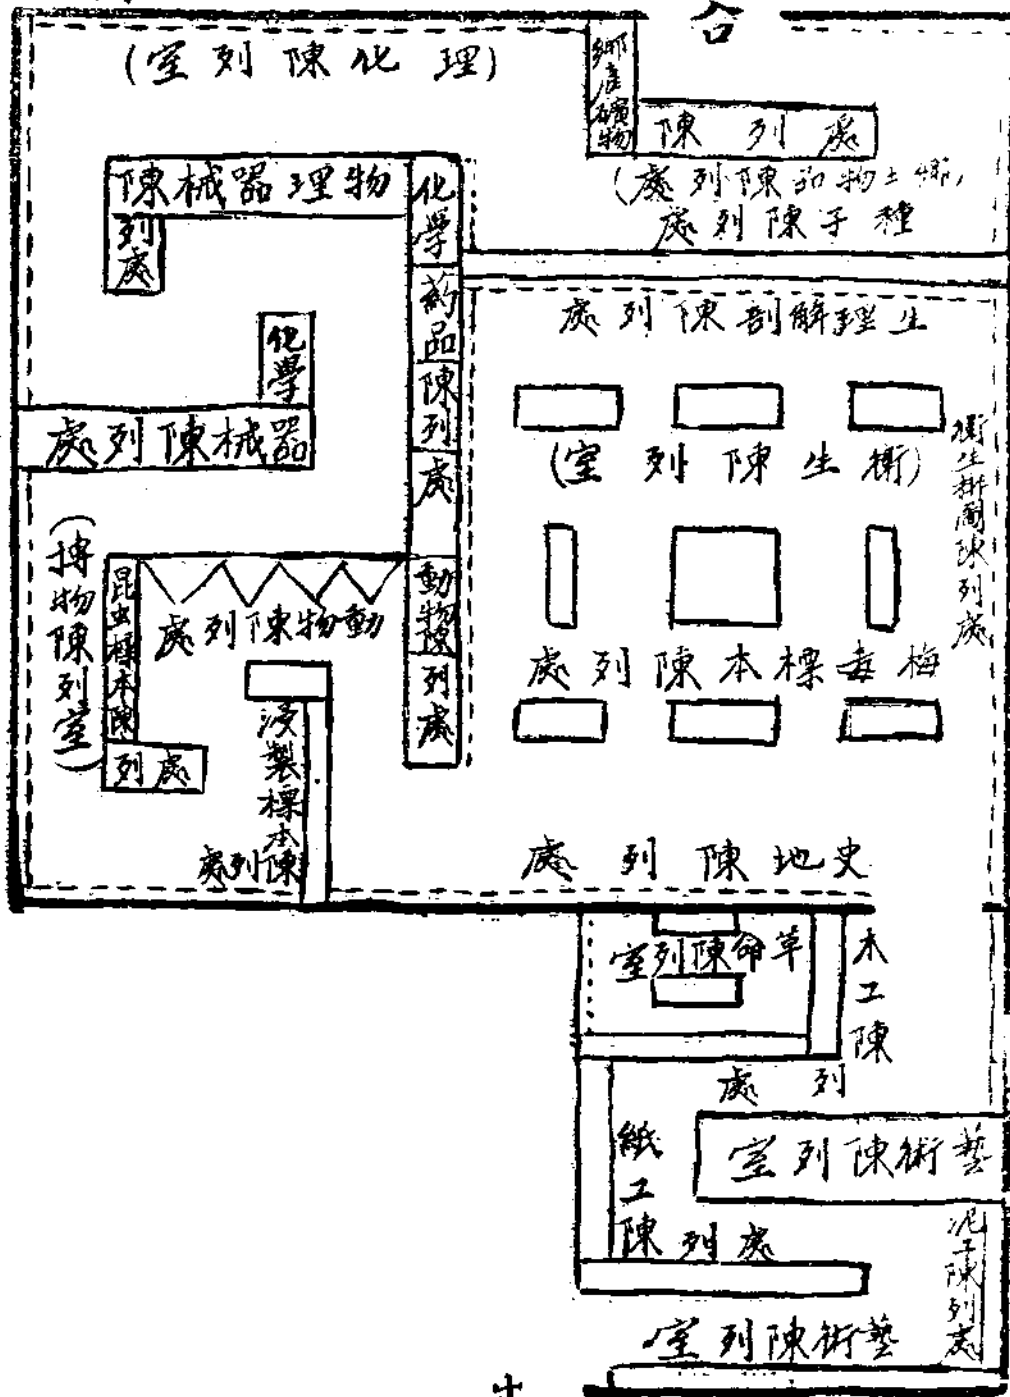 合
(理化陳列室)
鄉產礦物
陳列處
(鄉土物品陳列處
種子陳列處
物理器械陳
列處
化學藥品陳列處
化學
器械陳列處
生理解剖陳列處
(衛生陳列室)
衛生掛圖陳列處
(博物陳列室)
昆虫標本陳
列處
動物陳列處
動物陳列處
浸製標本陳
列處
梅毒標本陳列處
史地陳列處
革命陳列室
木工陳
列處
藝術陳列室
紙工陳列處
泥工陳列處
藝術陳列室
出